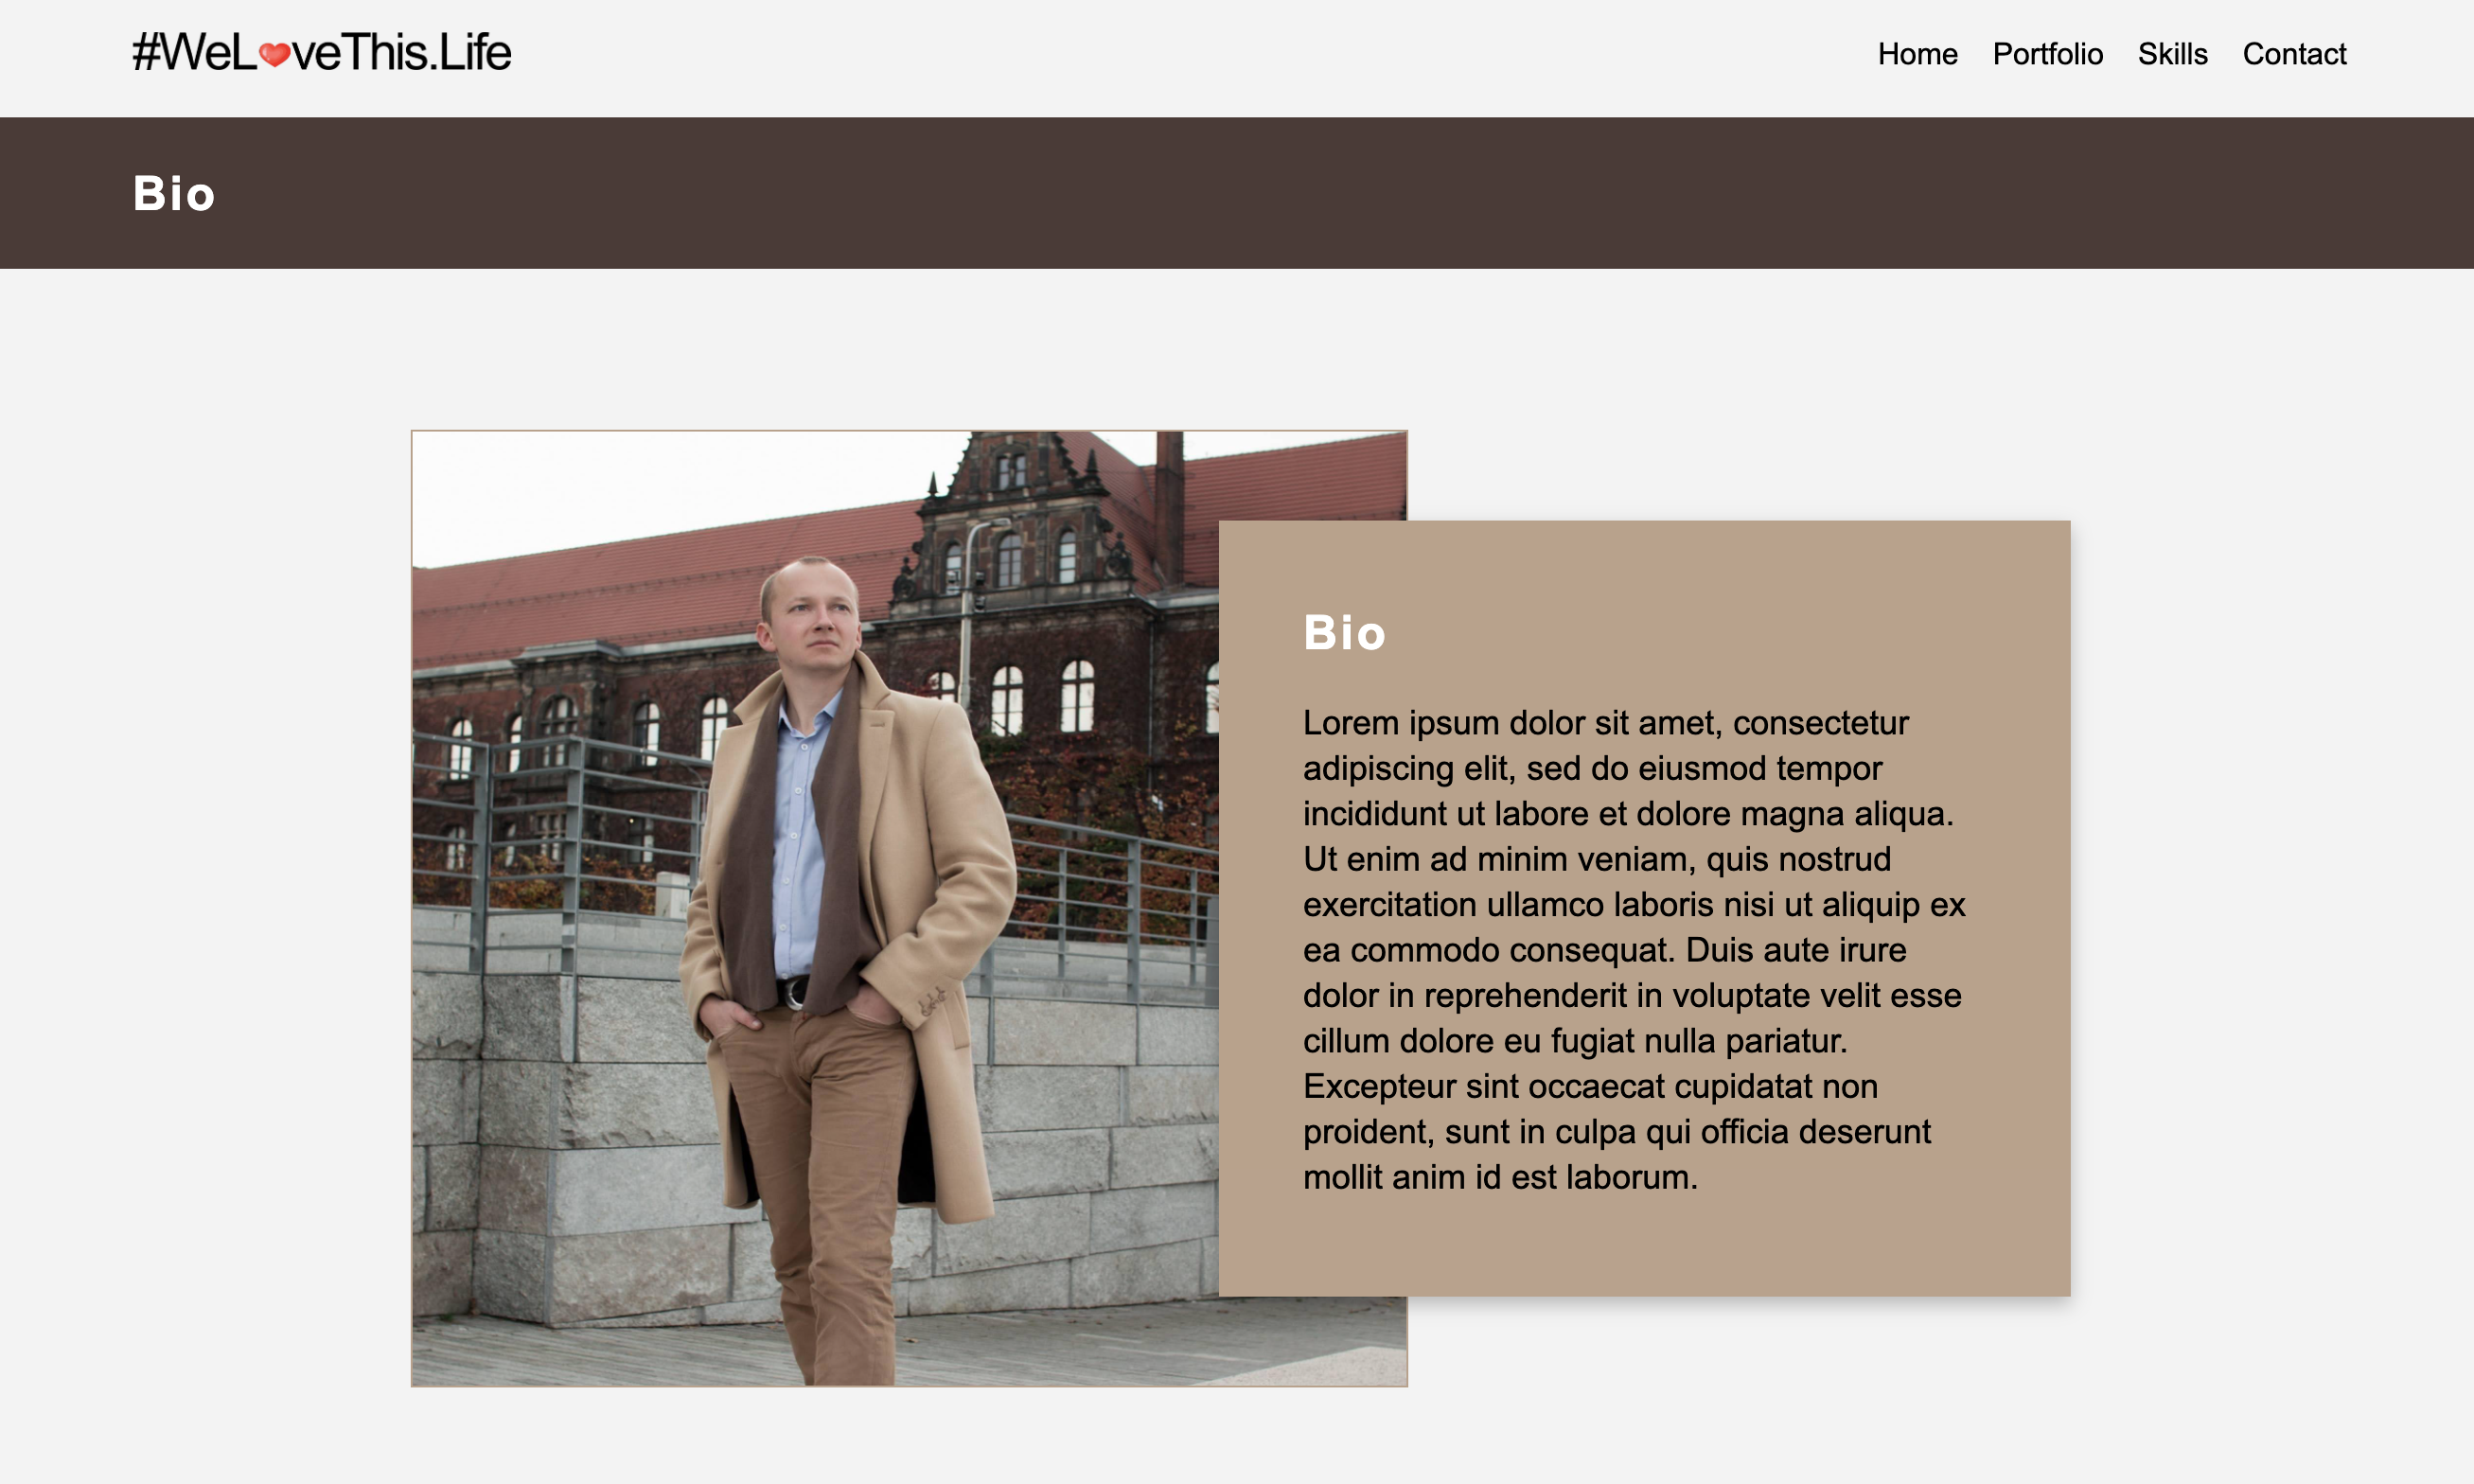 #WeL❤️veThis.Life
Home Portfolio Skills Contact
Bio
Bio
Lorem ipsum dolor sit amet, consectetur
adipiscing elit, sed do eiusmod tempor
incididunt ut labore et dolore magna aliqua.
Ut enim ad minim veniam, quis nostrud
exercitation ullamco laboris nisi ut aliquip ex
ea commodo consequat. Duis aute irure
dolor in reprehenderit in voluptate velit esse
cillum dolore eu fugiat nulla pariatur.
Excepteur sint occaecat cupidatat non
proident, sunt in culpa qui officia deserunt
mollit anim id est laborum.